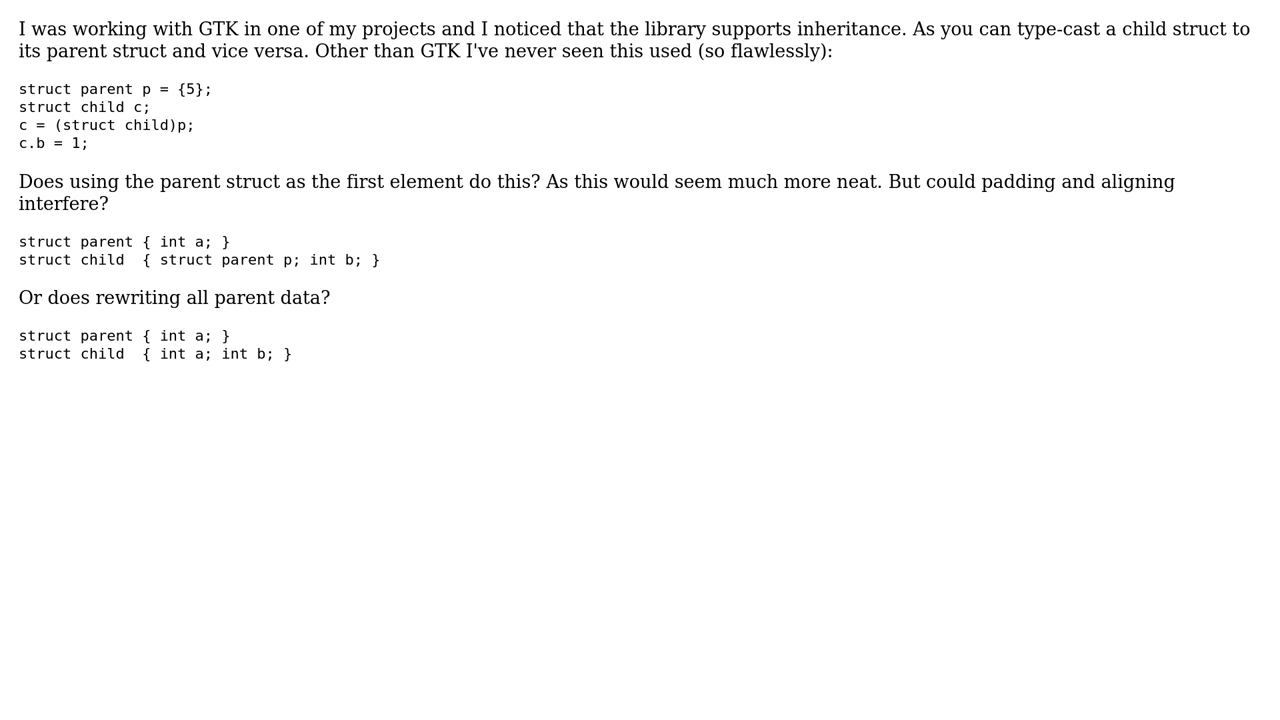 I was working with GTK in one of my projects and I noticed that the library supports inheritance. As you can type-cast a child struct to
its parent struct and vice versa. Other than GTK I've never seen this used (so flawlessly):
struct parent p = {5};
struct child c;
c = (struct child)p;
c.b = 1;
Does using the parent struct as the first element do this? As this would seem much more neat. But could padding and aligning
interfere?
struct parent { int a; }
struct child  { struct parent p; int b; }
Or does rewriting all parent data?
struct parent { int a; }
struct child  { int a; int b; }